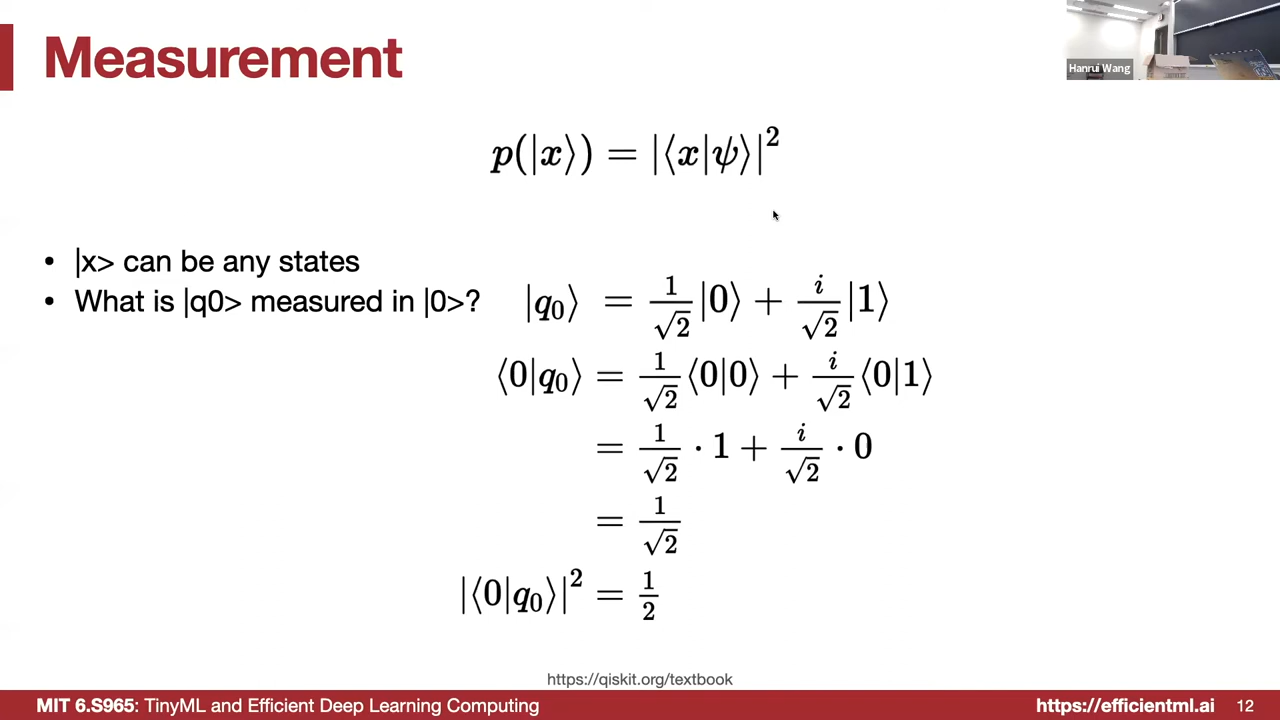 Measurement
Hanrui Wang
p(|x⟩) = |⟨x|ψ⟩|²
• |x> can be any states
• What is |q0> measured in |0>?
|q₀⟩ = 1/√2 |0⟩ + i/√2 |1⟩
⟨0|q₀⟩ = 1/√2 ⟨0|0⟩ + i/√2 ⟨0|1⟩
= 1/√2 · 1 + i/√2 · 0
= 1/√2
|⟨0|q₀⟩|² = 1/2
https://qiskit.org/textbook
MIT 6.S965: TinyML and Efficient Deep Learning Computing
https://efficientml.ai
12